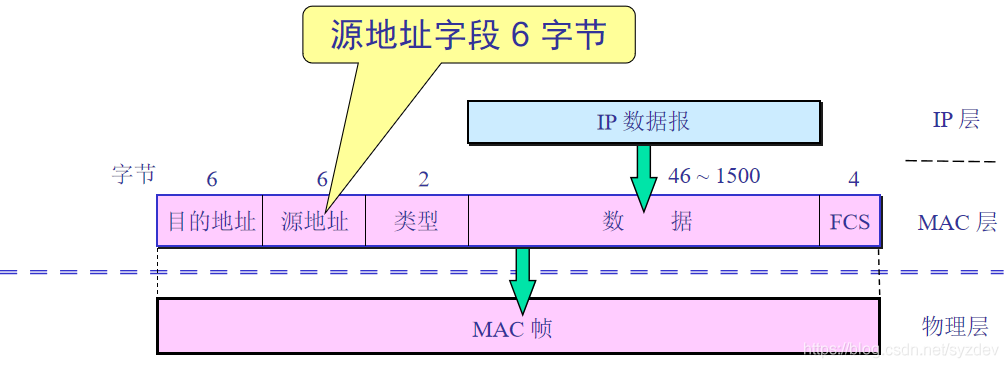 源地址字段 6 字节
IP 数据报
IP 层
字节 6 6 2 46 ~ 1500 4
目的地址 源地址 类型 数 据 FCS MAC 层
MAC 帧 物理层
https://blog.csdn.net/syzdev